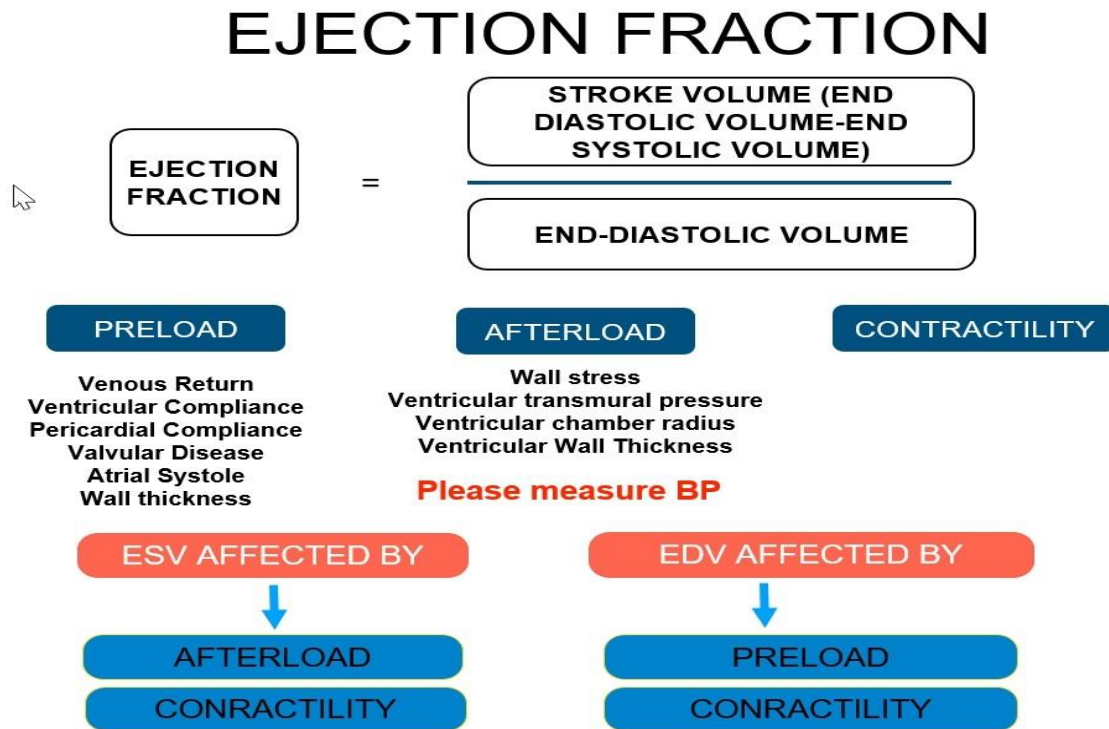 EJECTION FRACTION
STROKE VOLUME (END
DIASTOLIC VOLUME-END
SYSTOLIC VOLUME)
EJECTION
FRACTION
=
END-DIASTOLIC VOLUME
PRELOAD
Venous Return
Ventricular Compliance
Pericardial Compliance
Valvular Disease
Atrial Systole
Wall thickness
AFTERLOAD
Wall stress
Ventricular transmural pressure
Ventricular chamber radius
Ventricular Wall Thickness
Please measure BP
CONTRACTILITY
ESV AFFECTED BY
AFTERLOAD
CONRACTILITY
EDV AFFECTED BY
PRELOAD
CONRACTILITY